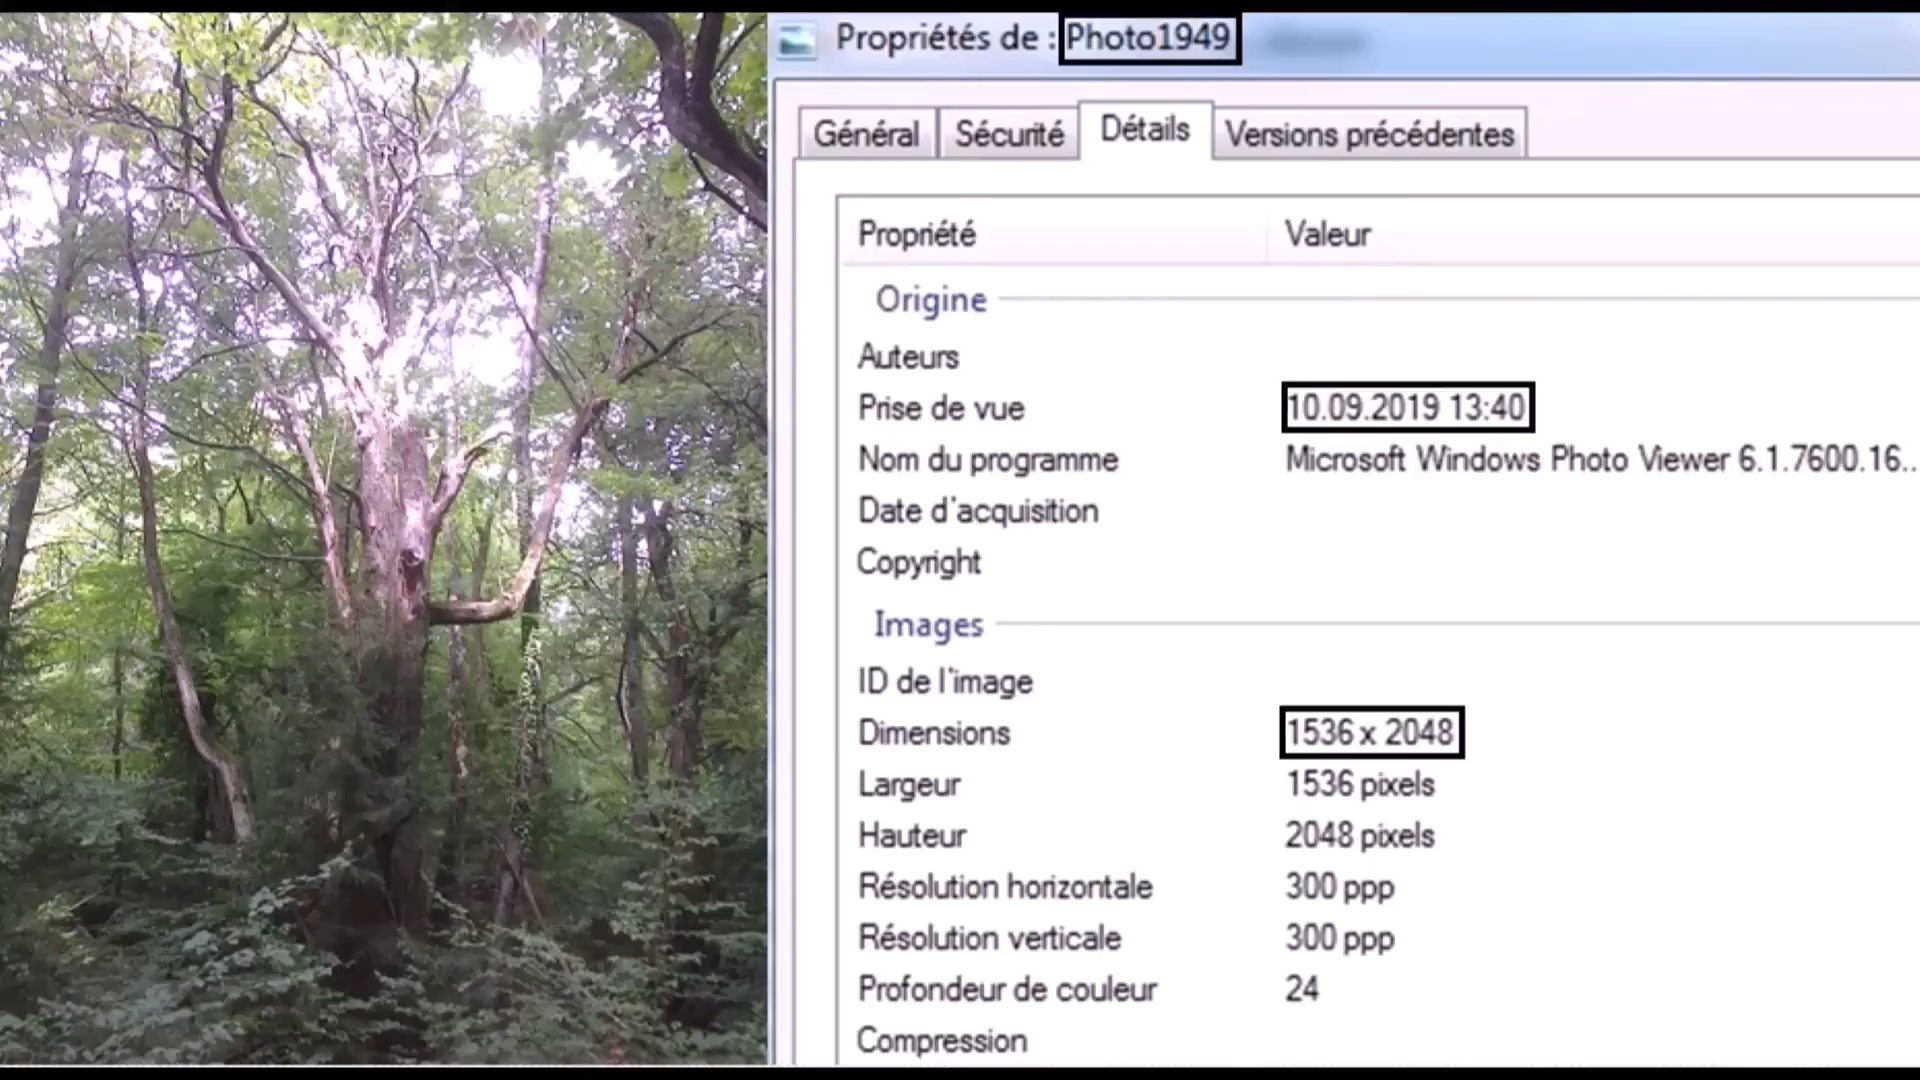 Propriétés de : Photo1949
Général Sécurité Détails Versions précédentes
Propriété Valeur
Origine
Auteurs
Prise de vue 10.09.2019 13:40
Nom du programme Microsoft Windows Photo Viewer 6.1.7600.16...
Date d'acquisition
Copyright
Images
ID de l'image
Dimensions 1536 x 2048
Largeur 1536 pixels
Hauteur 2048 pixels
Résolution horizontale 300 ppp
Résolution verticale 300 ppp
Profondeur de couleur 24
Compression